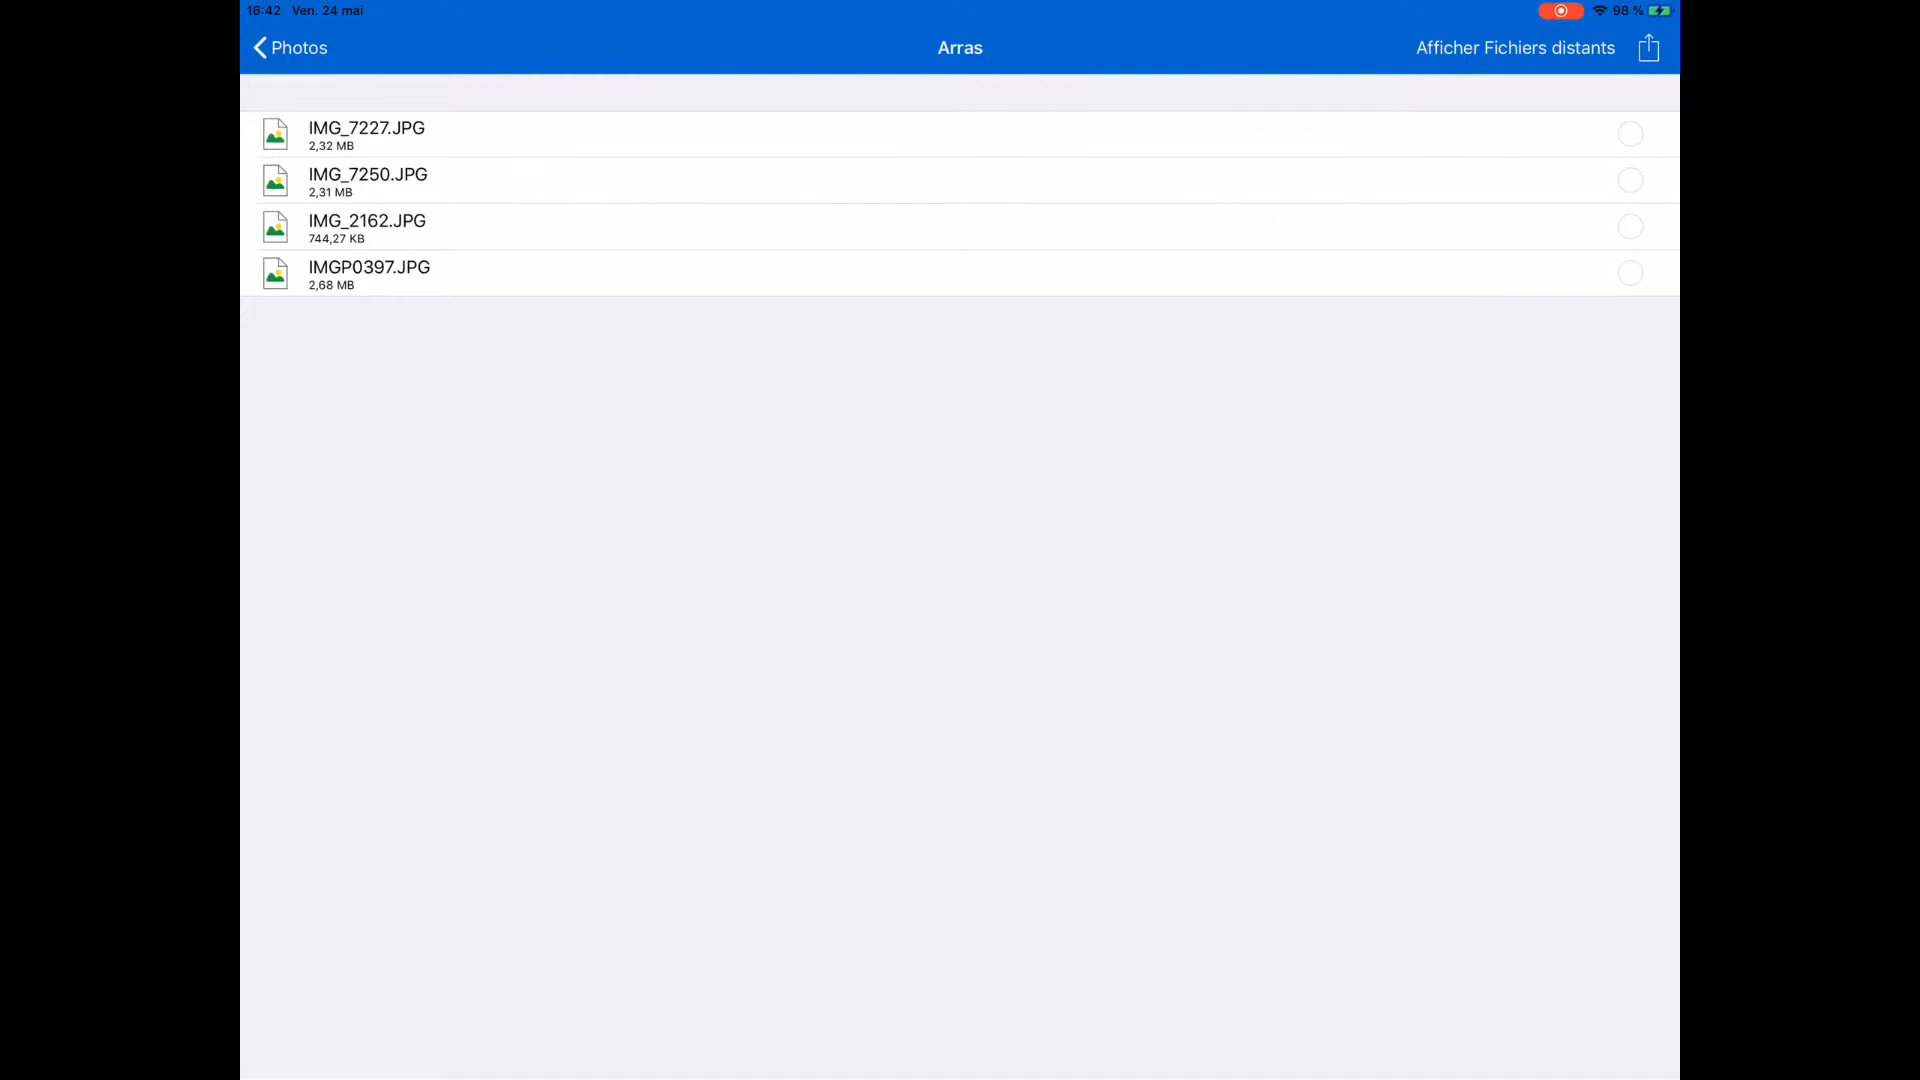 16:42 Ven. 24 mai 98 %
Photos Arras Afficher Fichiers distants
IMG_7227.JPG
2,32 MB
IMG_7250.JPG
2,31 MB
IMG_2162.JPG
744,27 KB
IMGP0397.JPG
2,68 MB